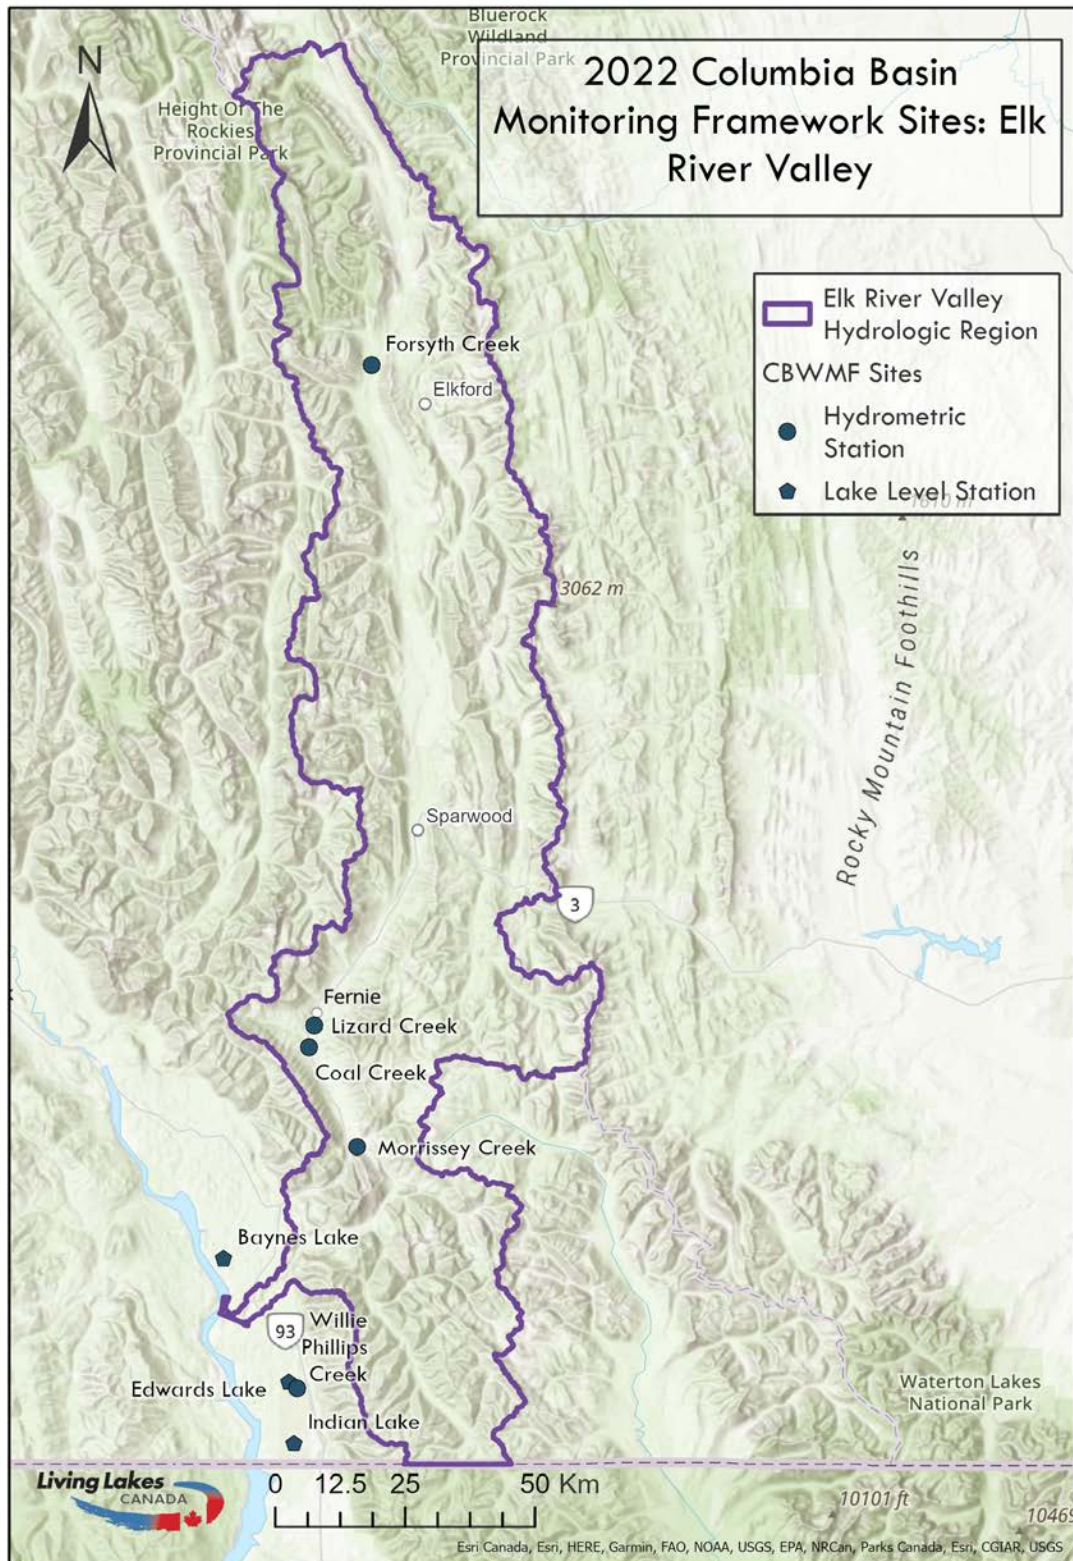 Bluerock
Wildland
Provincial Park
2022 Columbia Basin
Monitoring Framework Sites: Elk
River Valley
N
Height Of The
Rockies
Provincial Park
Elk River Valley
Hydrologic Region
CBWMF Sites
Hydrometric
Station
Lake Level Station
1810 m
Forsyth Creek
Elkford
3062 m
Rocky Mountain Foothills
Sparwood
3
Fernie
Lizard Creek
Coal Creek
Morrissey Creek
Baynes Lake
93
Willie
Phillips
Creek
Edwards Lake
Indian Lake
Waterton Lakes
National Park
Living Lakes
CANADA
0 12.5 25 50 Km
10101 ft
10469
Esri Canada, Esri, HERE, Garmin, FAO, NOAA, USGS, EPA, NRCan, Parks Canada, Esri, CGIAR, USGS